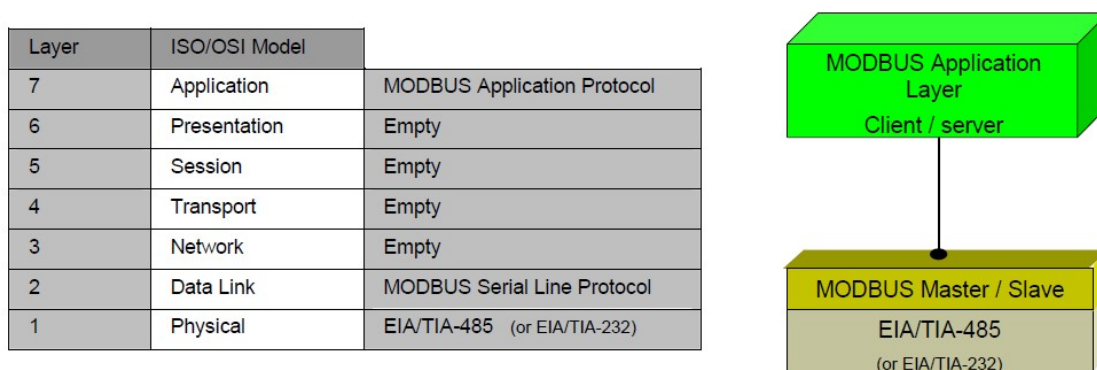 Layer ISO/OSI Model
7 Application MODBUS Application Protocol
6 Presentation Empty
5 Session Empty
4 Transport Empty
3 Network Empty
2 Data Link MODBUS Serial Line Protocol
1 Physical EIA/TIA-485 (or EIA/TIA-232)
MODBUS Application
Layer
Client / server
MODBUS Master / Slave
EIA/TIA-485
(or EIA/TIA-232)